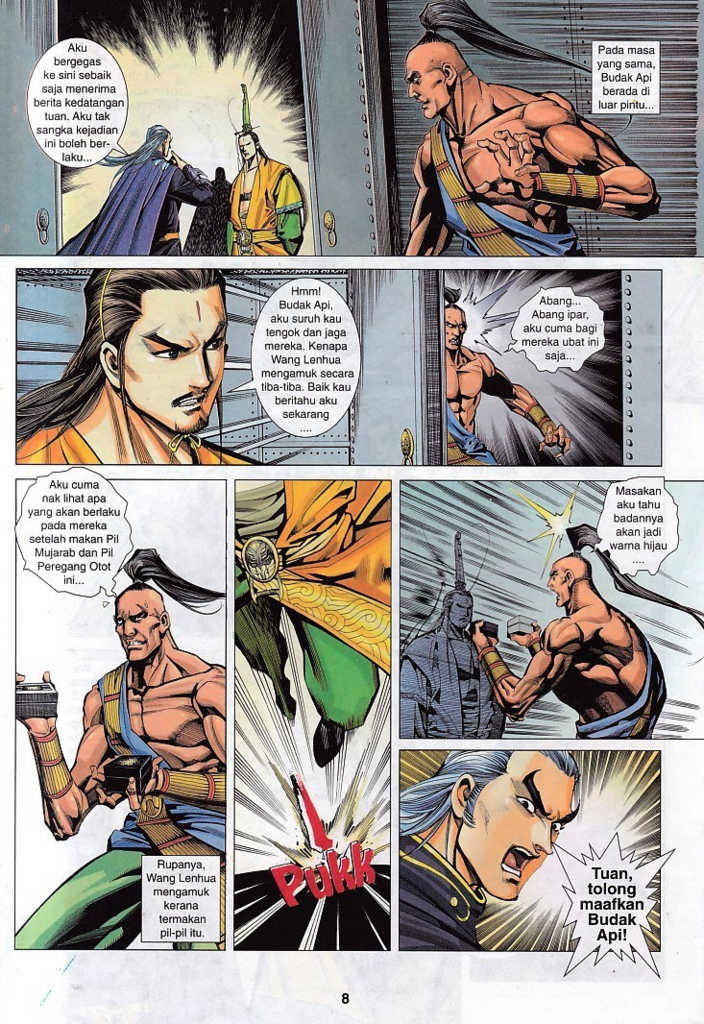 Aku
bergegas
ke sini sebaik
saja menerima
berita kedatangan
tuan. Aku tak
sangka kejadian
ini boleh ber-
laku...
Pada masa
yang sama,
Budak Api
berada di
luar pintu...
Hmm!
Budak Api,
aku suruh kau
tengok dan jaga
mereka. Kenapa
Wang Lenhua
mengamuk secara
tiba-tiba. Baik kau
beritahu aku
sekarang
....
Abang...
Abang ipar,
aku cuma bagi
mereka ubat ini
saja...
Aku cuma
nak lihat apa
yang akan berlaku
pada mereka
setelah makan Pil
Mujarab dan Pil
Peregang Otot
ini...
Rupanya,
Wang Lenhua
mengamuk
kerana
termakan
pil-pil itu.
Pukk
Masakan
aku tahu
badannya
akan jadi
warna hijau
....
Tuan,
tolong
maafkan
Budak
Api!
8